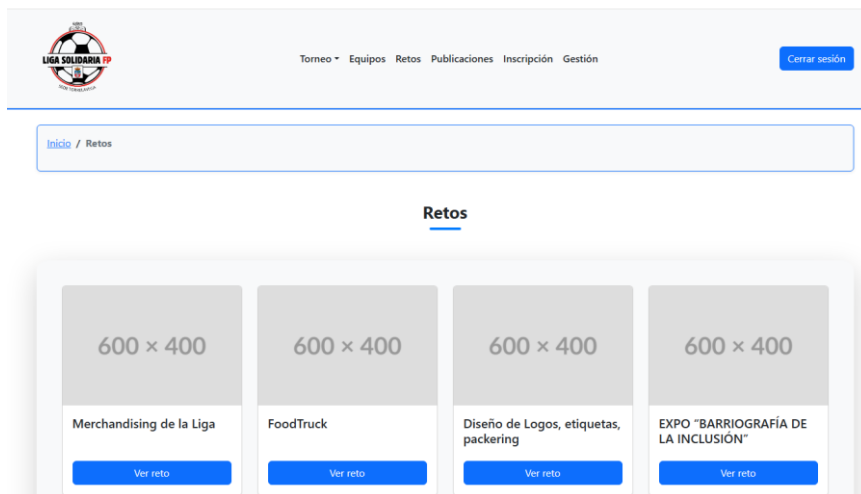 LIGA SOLIDARIA FP
Torneo Equipos Retos Publicaciones Inscripción Gestión
Cerrar sesión
Inicio / Retos
Retos
600 × 400
600 × 400
600 × 400
600 × 400
Merchandising de la Liga
FoodTruck
Diseño de Logos, etiquetas,
packering
EXPO “BARRIOGRAFÍA DE
LA INCLUSIÓN”
Ver reto
Ver reto
Ver reto
Ver reto